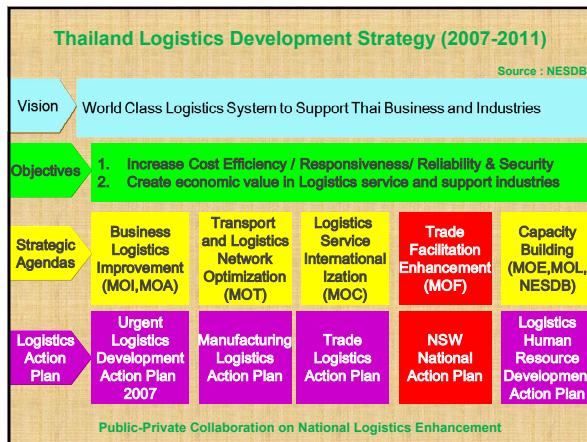 Thailand Logistics Development Strategy (2007-2011)
Source : NESDB
Vision
World Class Logistics System to Support Thai Business and Industries
Objectives
1. Increase Cost Efficiency / Responsiveness/ Reliability & Security
2. Create economic value in Logistics service and support industries
Strategic
Agendas
Business
Logistics
Improvement
(MOI,MOA)
Transport
and Logistics
Network
Optimization
(MOT)
Logistics
Service
International
Ization
(MOC)
Trade
Facilitation
Enhancement
(MOF)
Capacity
Building
(MOE,MOL,
NESDB)
Logistics
Action
Plan
Urgent
Logistics
Development
Action Plan
2007
Manufacturing
Logistics
Action Plan
Trade
Logistics
Action Plan
NSW
National
Action Plan
Logistics
Human
Resource
Development
Action Plan
Public-Private Collaboration on National Logistics Enhancement